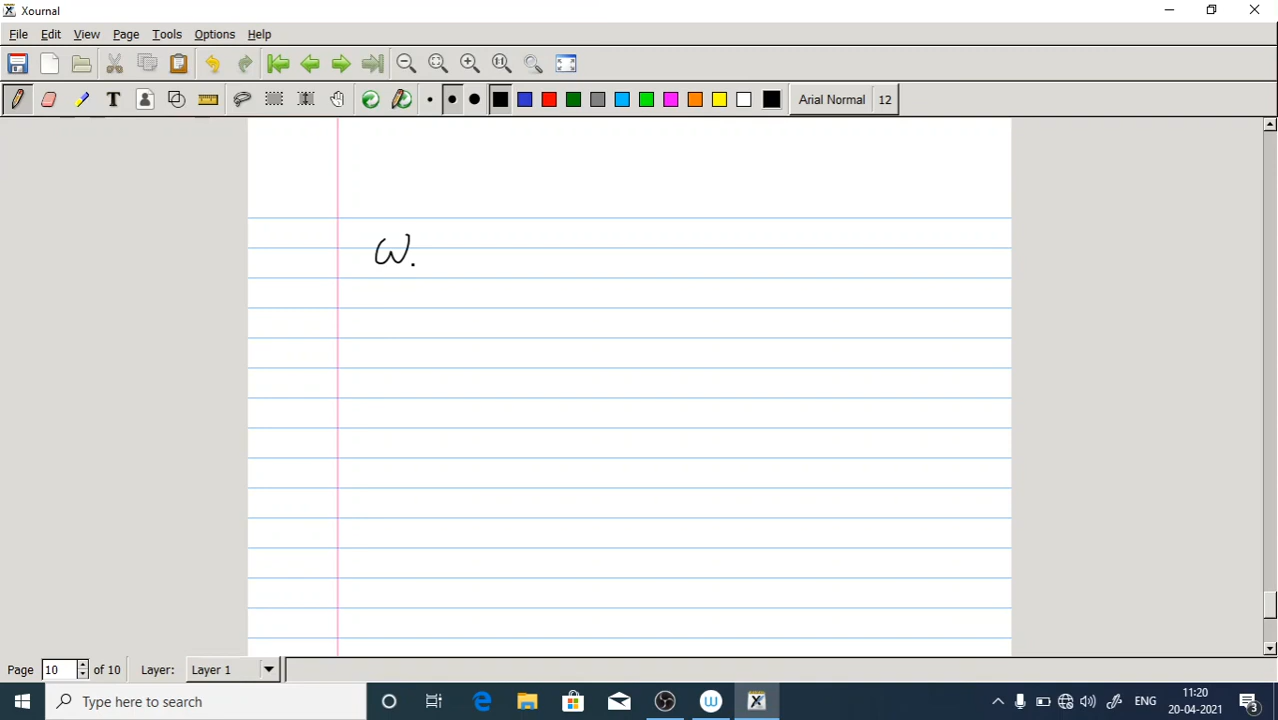 Xournal
File Edit View Page Tools Options Help
Arial Normal 12
W.
Page 10 of 10 Layer: Layer 1
Type here to search
ENG
11:20
20-04-2021
3